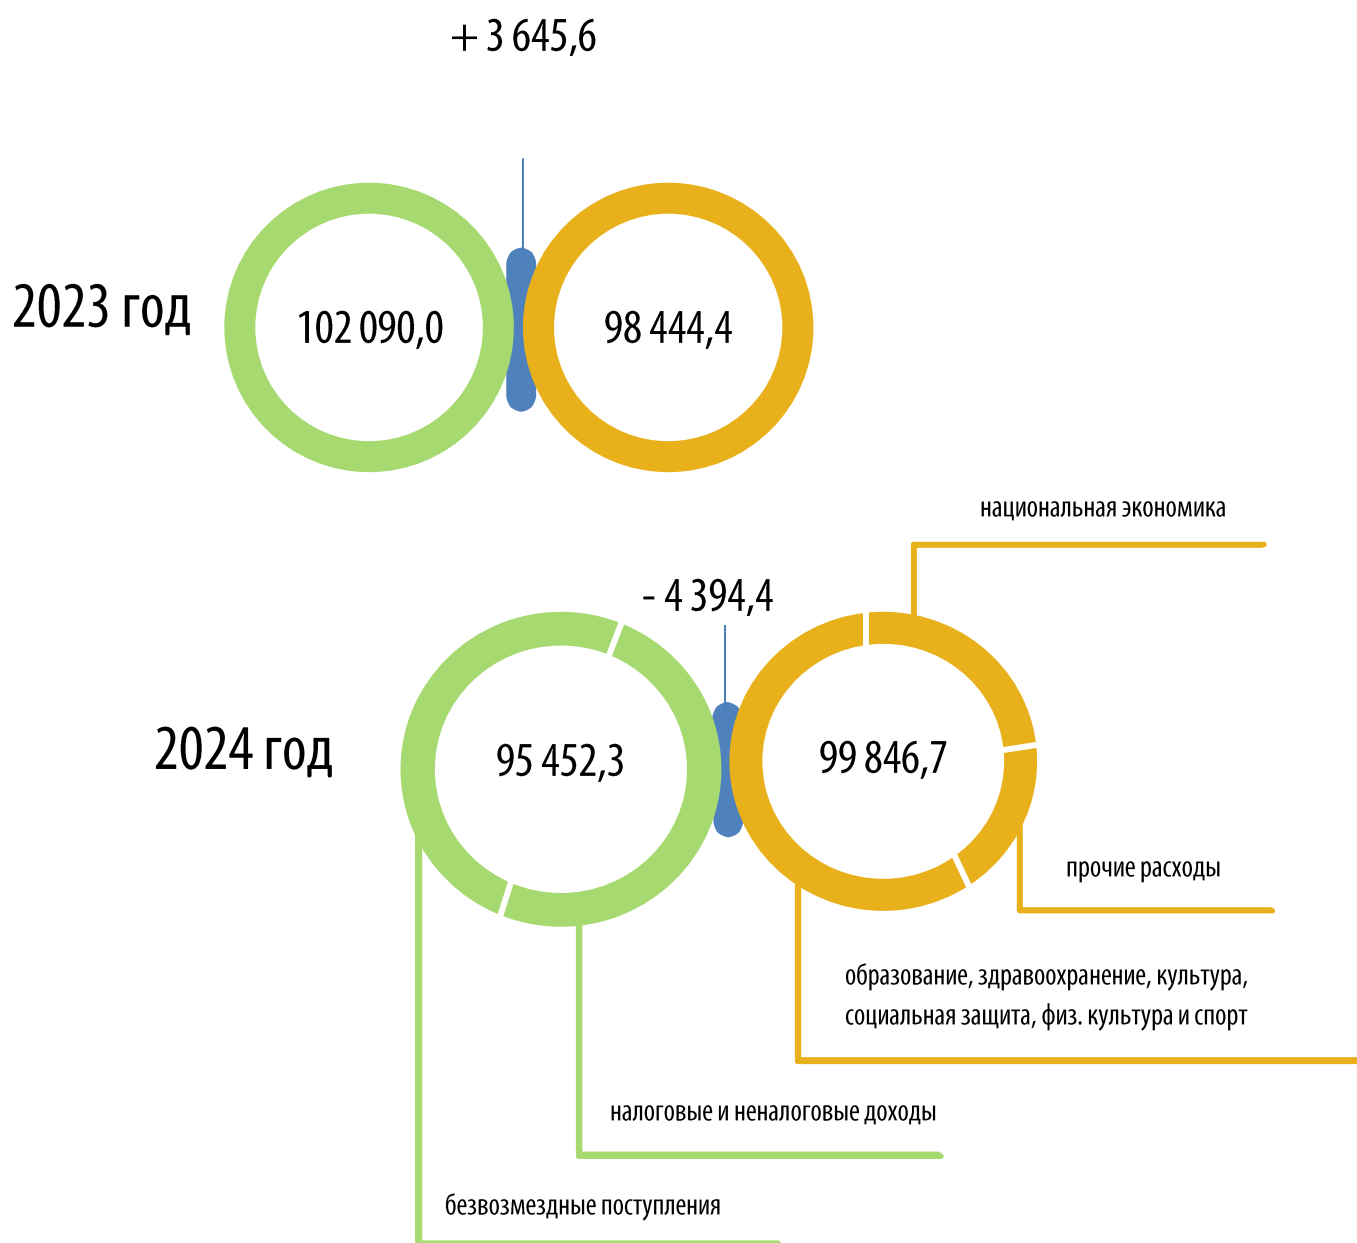 + 3 645,6
2023 год
102 090,0
98 444,4
национальная экономика
- 4 394,4
2024 год
95 452,3
99 846,7
прочие расходы
образование, здравоохранение, культура,
социальная защита, физ. культура и спорт
налоговые и неналоговые доходы
безвозмездные поступления